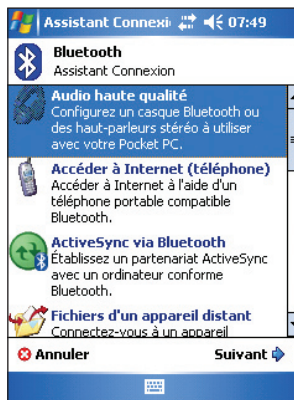 Assistant Connexi 07:49
Bluetooth
Assistant Connexion
Audio haute qualité
Configurez un casque Bluetooth ou
des haut-parleurs stéréo à utiliser
avec votre Pocket PC.
Accéder à Internet (téléphone)
Accéder à Internet à l'aide d'un
téléphone portable compatible
Bluetooth.
ActiveSync via Bluetooth
Établissez un partenariat ActiveSync
avec un ordinateur conforme
Bluetooth.
Fichiers d'un appareil distant
Connectez-vous à un appareil
Annuler Suivant